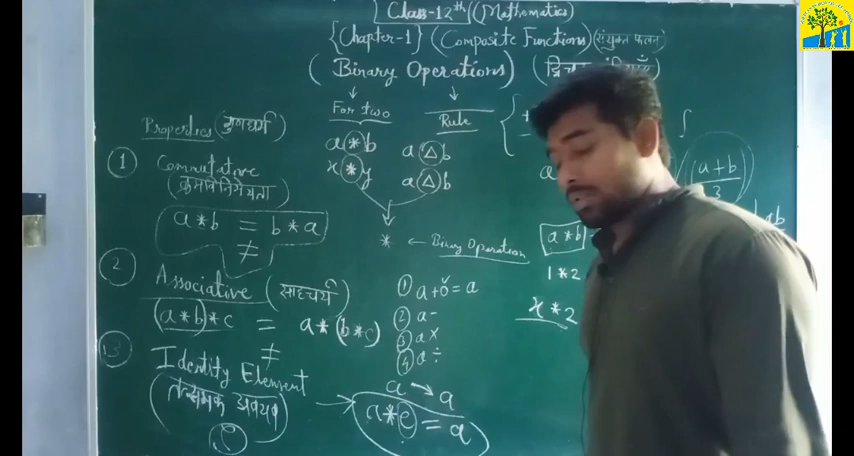 Class-12th (Mathematics)
{Chapter-1} (Composite Functions) (संयुक्त फलन)
(Binary Operations)
For two
Rule
a * b
a △ b
x * y
a △ b
* ← Binary Operation
Properties (गुणधर्म)
① Commutative
(क्रमविनिमेयता)
a * b = b * a
≠
② Associative (साहचर्य)
(a * b) * c = a * (b * c)
≠
③ Identity Element
(तत्समक अवयव)
e
① a + 0 = a
② a -
③ a ×
④ a ÷
a → a
a * e = a
(a+b)/3
a * b
1 * 2
x * 2